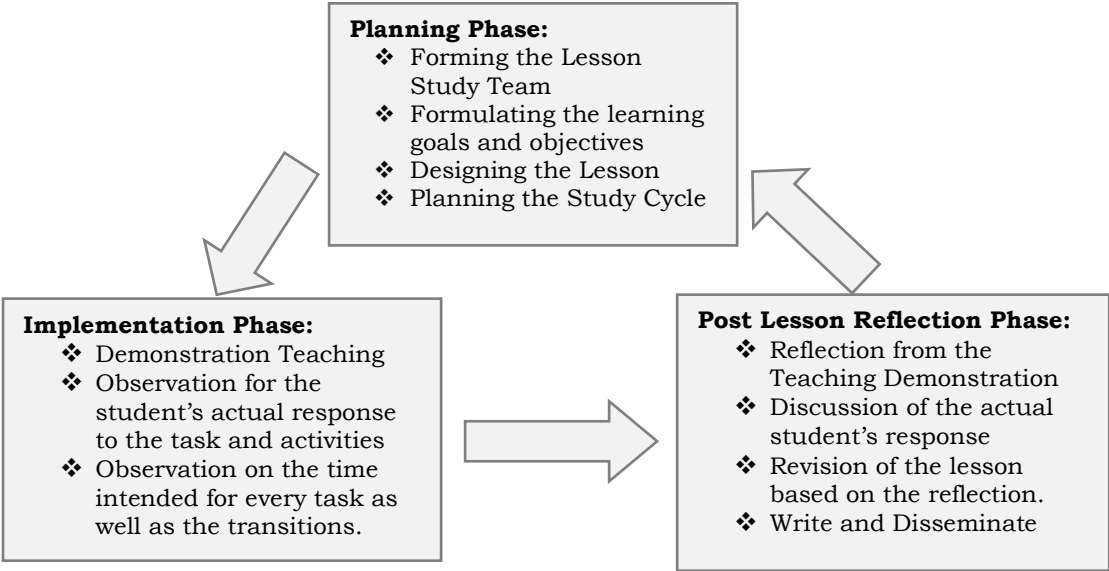 Planning Phase:
❖ Forming the Lesson
Study Team
❖ Formulating the learning
goals and objectives
❖ Designing the Lesson
❖ Planning the Study Cycle
Implementation Phase:
❖ Demonstration Teaching
❖ Observation for the
student’s actual response
to the task and activities
❖ Observation on the time
intended for every task as
well as the transitions.
Post Lesson Reflection Phase:
❖ Reflection from the
Teaching Demonstration
❖ Discussion of the actual
student’s response
❖ Revision of the lesson
based on the reflection.
❖ Write and Disseminate